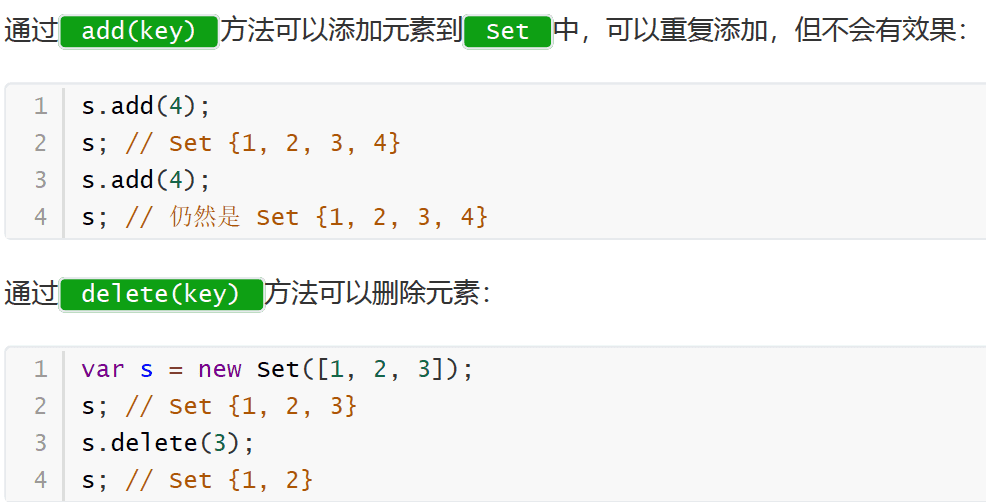 通过 add(key) 方法可以添加元素到 Set 中，可以重复添加，但不会有效果：
1 s.add(4);
2 s; // Set {1, 2, 3, 4}
3 s.add(4);
4 s; // 仍然是 Set {1, 2, 3, 4}
通过 delete(key) 方法可以删除元素：
1 var s = new Set([1, 2, 3]);
2 s; // Set {1, 2, 3}
3 s.delete(3);
4 s; // Set {1, 2}